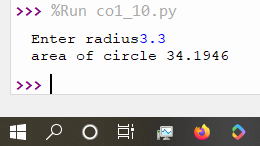 >>> %Run co1_10.py
Enter radius3.3
area of circle 34.1946
>>>